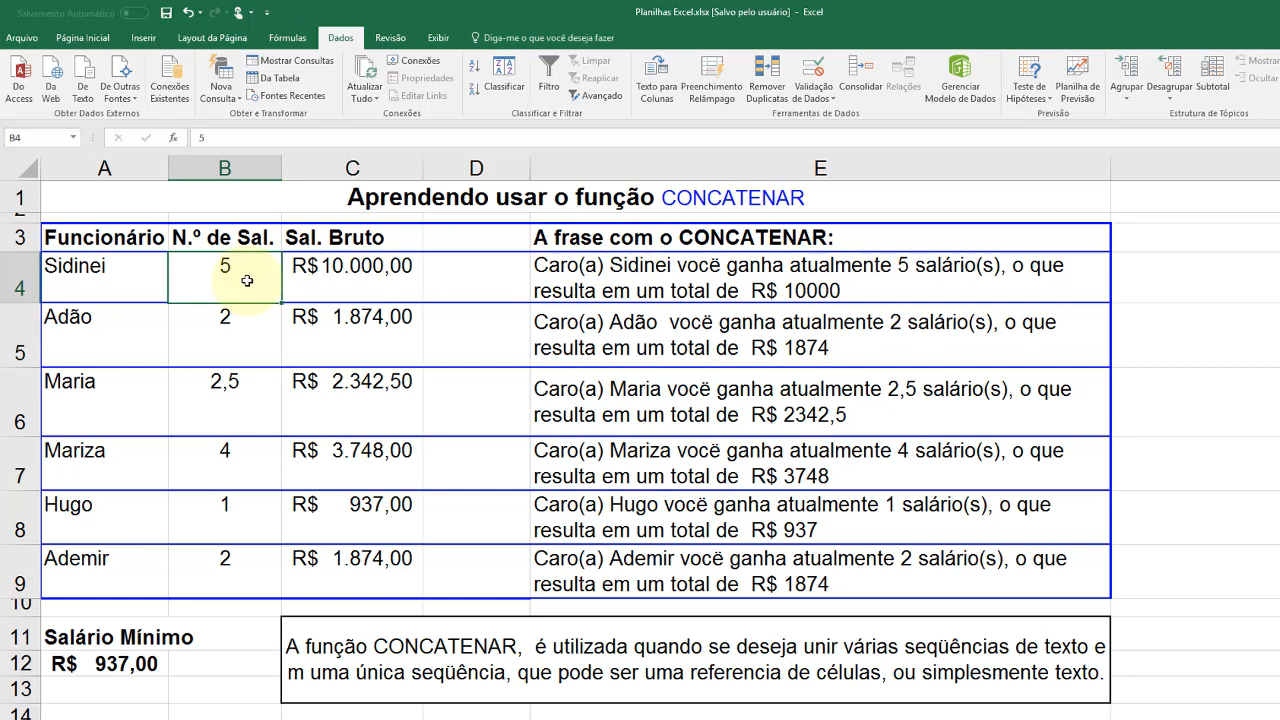 Salvamento Automático
Planilhas Excel.xlsx [Salvo pelo usuário] - Excel
Arquivo Página Inicial Inserir Layout da Página Fórmulas Dados Revisão Exibir Diga-me o que você deseja fazer
Do Access
Da Web
De Texto
De Outras Fontes
Conexões Existentes
Obter Dados Externos
Nova Consulta
Mostrar Consultas
Da Tabela
Fontes Recentes
Obter e Transformar
Atualizar Tudo
Conexões
Propriedades
Editar Links
Conexões
Classificar
Filtro
Limpar
Reaplicar
Avançado
Classificar e Filtrar
Texto para Colunas
Preenchimento Relâmpago
Remover Duplicatas
Validação de Dados
Consolidar
Relações
Gerenciar Modelo de Dados
Ferramentas de Dados
Teste de Hipóteses
Planilha de Previsão
Previsão
Agrupar
Desagrupar
Subtotal
Mostrar
Ocultar
Estrutura de Tópicos
B4 fx 5
A B C D E
1 Aprendendo usar o função CONCATENAR
2
3 Funcionário N.º de Sal. Sal. Bruto A frase com o CONCATENAR:
4 Sidinei 5 R$ 10.000,00 Caro(a) Sidinei vocë ganha atualmente 5 salário(s), o que
resulta em um total de R$ 10000
5 Adão 2 R$ 1.874,00 Caro(a) Adão vocë ganha atualmente 2 salário(s), o que
resulta em um total de R$ 1874
6 Maria 2,5 R$ 2.342,50 Caro(a) Maria vocë ganha atualmente 2,5 salário(s), o que
resulta em um total de R$ 2342,5
7 Mariza 4 R$ 3.748,00 Caro(a) Mariza vocë ganha atualmente 4 salário(s), o que
resulta em um total de R$ 3748
8 Hugo 1 R$ 937,00 Caro(a) Hugo vocë ganha atualmente 1 salário(s), o que
resulta em um total de R$ 937
9 Ademir 2 R$ 1.874,00 Caro(a) Ademir vocë ganha atualmente 2 salário(s), o que
resulta em um total de R$ 1874
10
11 Salário Mínimo
12 R$ 937,00
13
14
A função CONCATENAR, é utilizada quando se deseja unir várias seqüências de texto e
m uma única seqüência, que pode ser uma referencia de células, ou simplesmente texto.